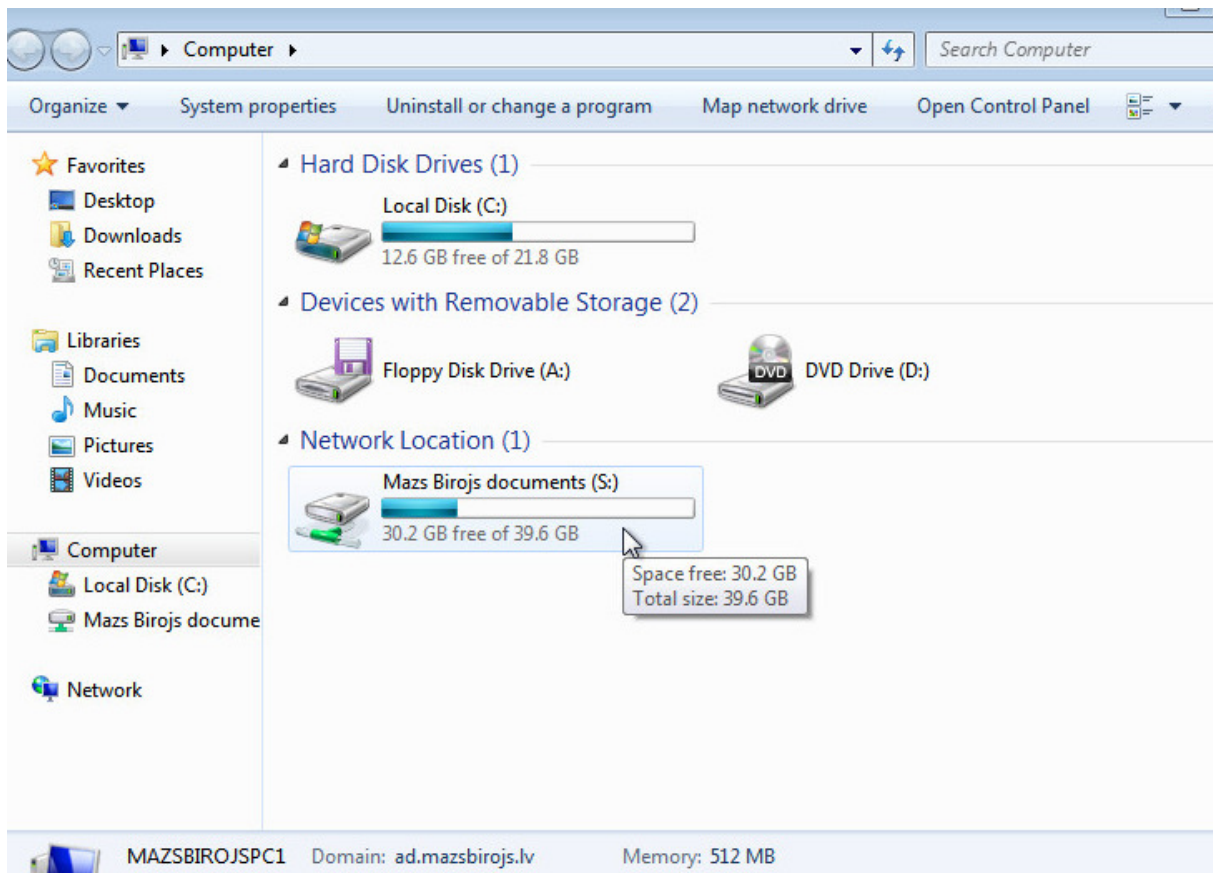 Computer
Search Computer
Organize System properties Uninstall or change a program Map network drive Open Control Panel
Favorites
Desktop
Downloads
Recent Places
Libraries
Documents
Music
Pictures
Videos
Computer
Local Disk (C:)
Mazs Birojs docume
Network
Hard Disk Drives (1)
Local Disk (C:)
12.6 GB free of 21.8 GB
Devices with Removable Storage (2)
Floppy Disk Drive (A:)
DVD
DVD Drive (D:)
Network Location (1)
Mazs Birojs documents (S:)
30.2 GB free of 39.6 GB
Space free: 30.2 GB
Total size: 39.6 GB
MAZSBIROJSPC1 Domain: ad.mazsbirojs.lv Memory: 512 MB